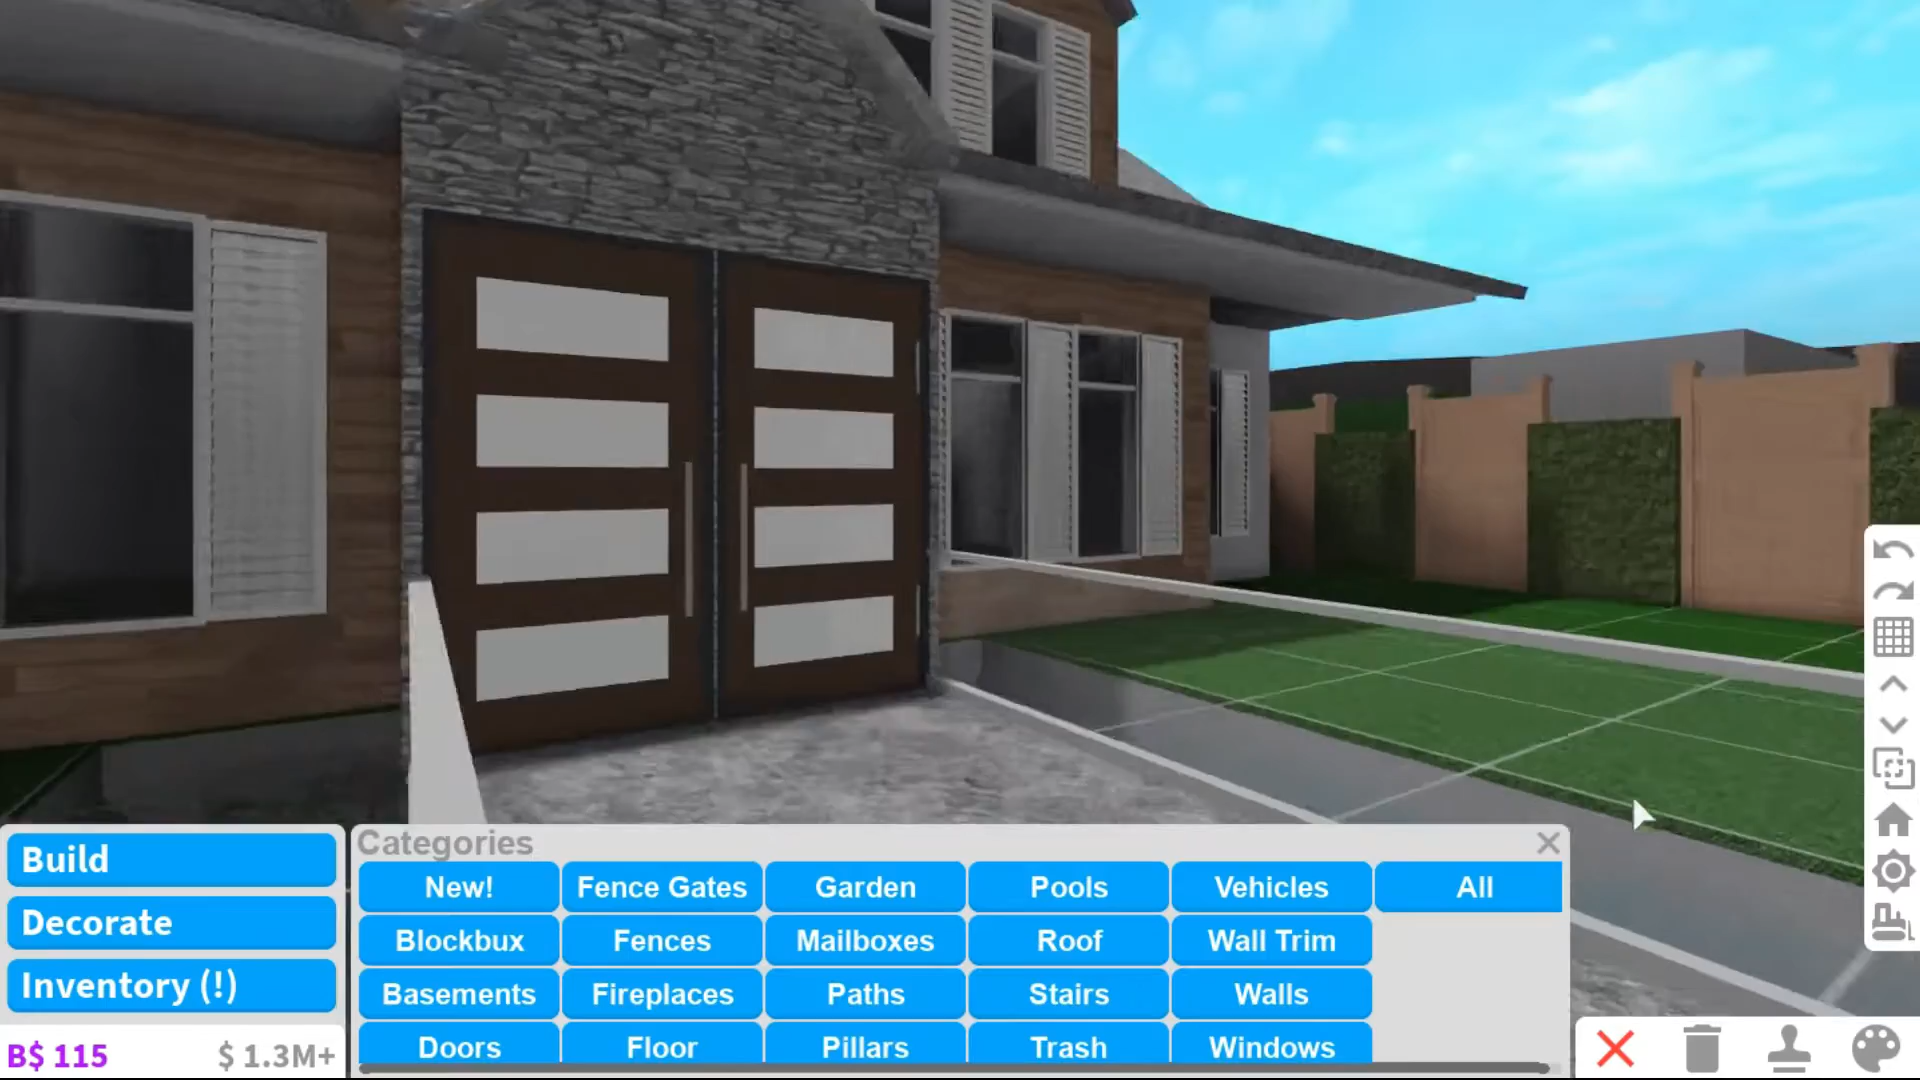 Categories
Build
Decorate
Inventory (!)
B$ 115 $ 1.3M+
New! Fence Gates Garden Pools Vehicles All
Blockbux Fences Mailboxes Roof Wall Trim
Basements Fireplaces Paths Stairs Walls
Doors Floor Pillars Trash Windows